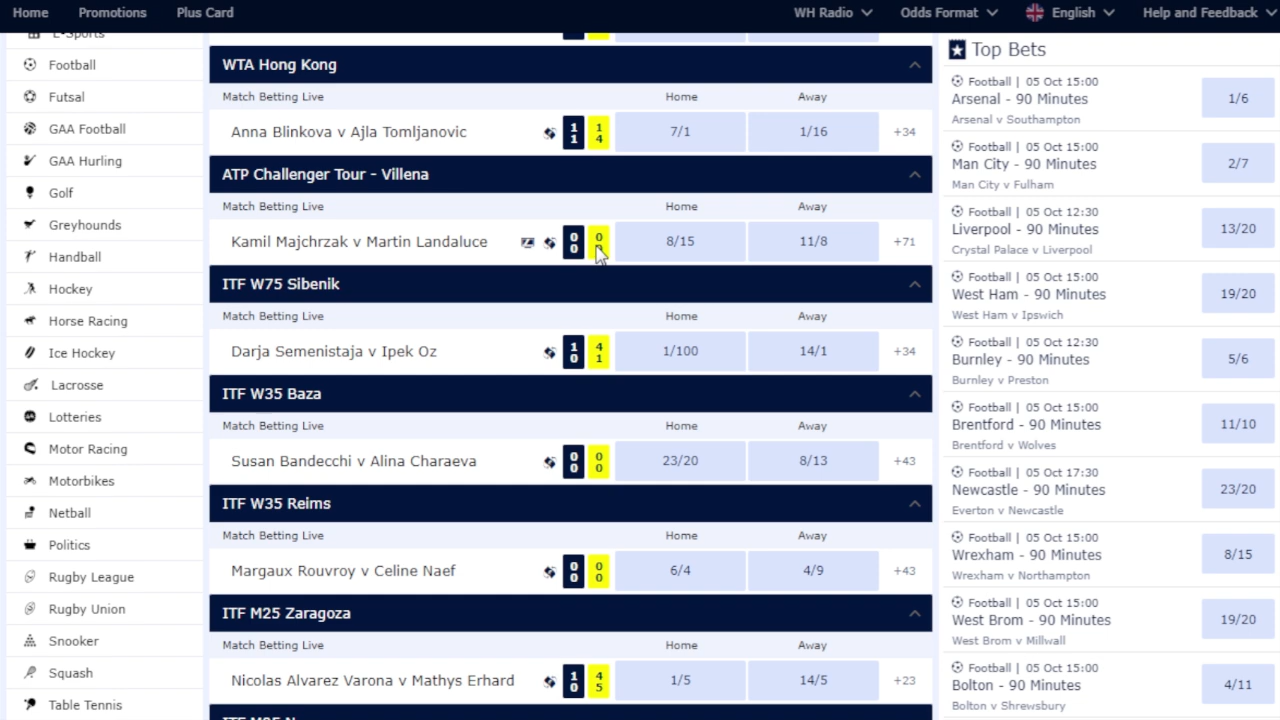 Home Promotions Plus Card WH Radio Odds Format English Help and Feedback
E-Sports
Football
Futsal
GAA Football
GAA Hurling
Golf
Greyhounds
Handball
Hockey
Horse Racing
Ice Hockey
Lacrosse
Lotteries
Motor Racing
Motorbikes
Netball
Politics
Rugby League
Rugby Union
Snooker
Squash
Table Tennis
WTA Hong Kong
Match Betting Live Home Away
Anna Blinkova v Ajla Tomljanovic 1 1 1 4 7/1 1/16 +34
ATP Challenger Tour - Villena
Match Betting Live Home Away
Kamil Majchrzak v Martin Landaluce 0 0 0 8/15 11/8 +71
ITF W75 Sibenik
Match Betting Live Home Away
Darja Semenistaja v Ipek Oz 1 0 4 1 1/100 14/1 +34
ITF W35 Baza
Match Betting Live Home Away
Susan Bandecchi v Alina Charaeva 0 0 0 0 23/20 8/13 +43
ITF W35 Reims
Match Betting Live Home Away
Margaux Rouvroy v Celine Naef 0 0 0 0 6/4 4/9 +43
ITF M25 Zaragoza
Match Betting Live Home Away
Nicolas Alvarez Varona v Mathys Erhard 1 0 4 5 1/5 14/5 +23
Top Bets
Football | 05 Oct 15:00
Arsenal - 90 Minutes 1/6
Arsenal v Southampton
Football | 05 Oct 15:00
Man City - 90 Minutes 2/7
Man City v Fulham
Football | 05 Oct 12:30
Liverpool - 90 Minutes 13/20
Crystal Palace v Liverpool
Football | 05 Oct 15:00
West Ham - 90 Minutes 19/20
West Ham v Ipswich
Football | 05 Oct 12:30
Burnley - 90 Minutes 5/6
Burnley v Preston
Football | 05 Oct 15:00
Brentford - 90 Minutes 11/10
Brentford v Wolves
Football | 05 Oct 17:30
Newcastle - 90 Minutes 23/20
Everton v Newcastle
Football | 05 Oct 15:00
Wrexham - 90 Minutes 8/15
Wrexham v Northampton
Football | 05 Oct 15:00
West Brom - 90 Minutes 19/20
West Brom v Millwall
Football | 05 Oct 15:00
Bolton - 90 Minutes 4/11
Bolton v Shrewsbury